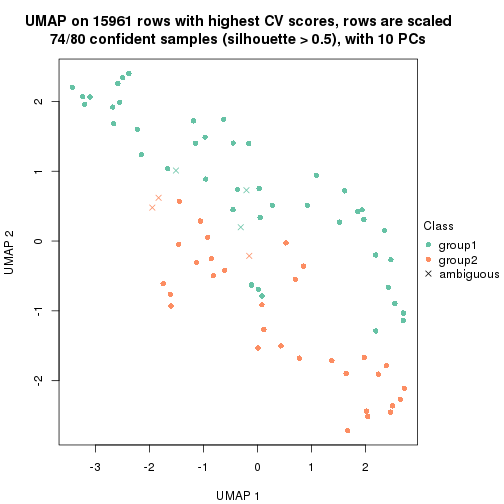 UMAP on 15961 rows with highest CV scores, rows are scaled
74/80 confident samples (silhouette > 0.5), with 10 PCs
2
1
0
-1
-2
UMAP 2
-3
-2
-1
0
1
2
UMAP 1
Class
group1
group2
ambiguous